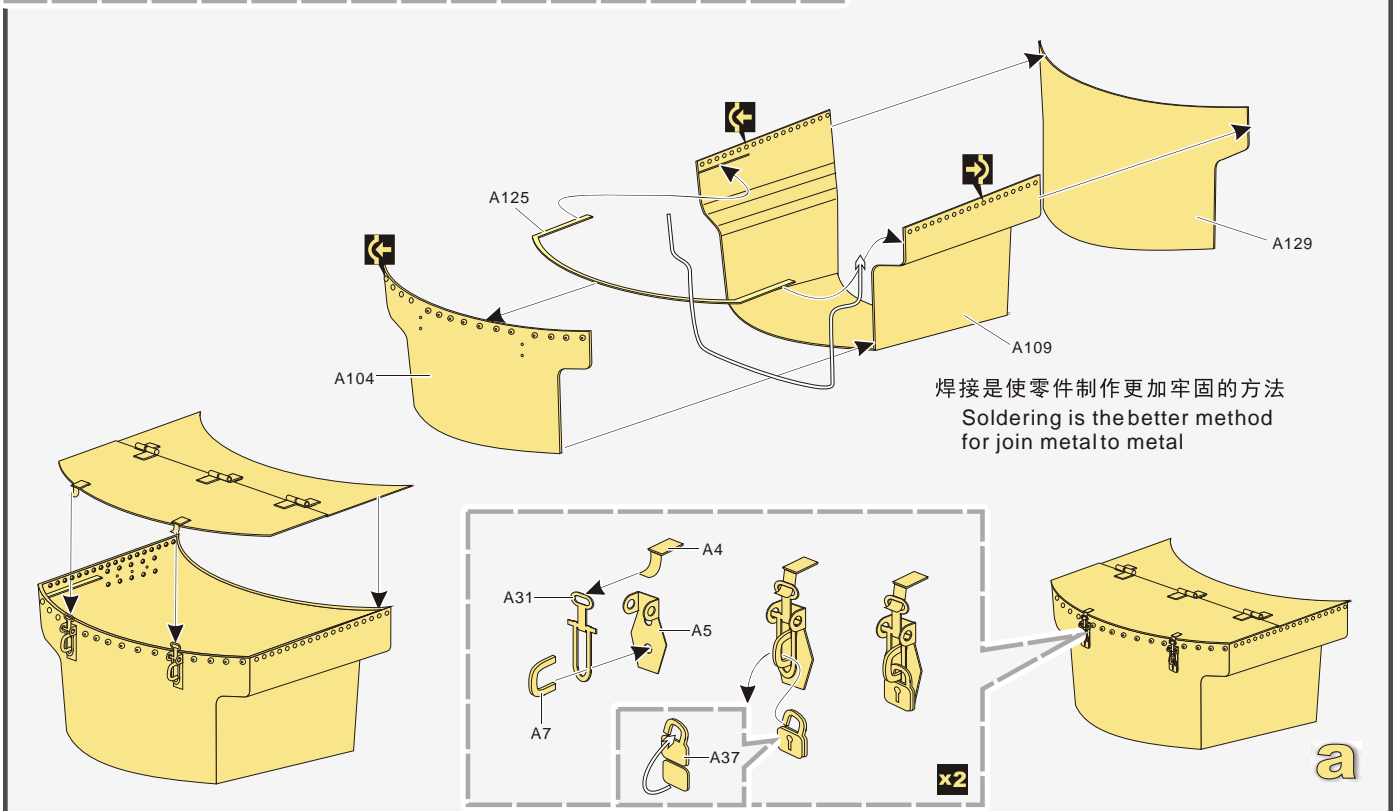 A125
A129
A109
A104
焊接是使零件制作更加牢固的方法
Soldering is the better method
for join metal to metal
A4
A31
A5
A7
A37
x2
a